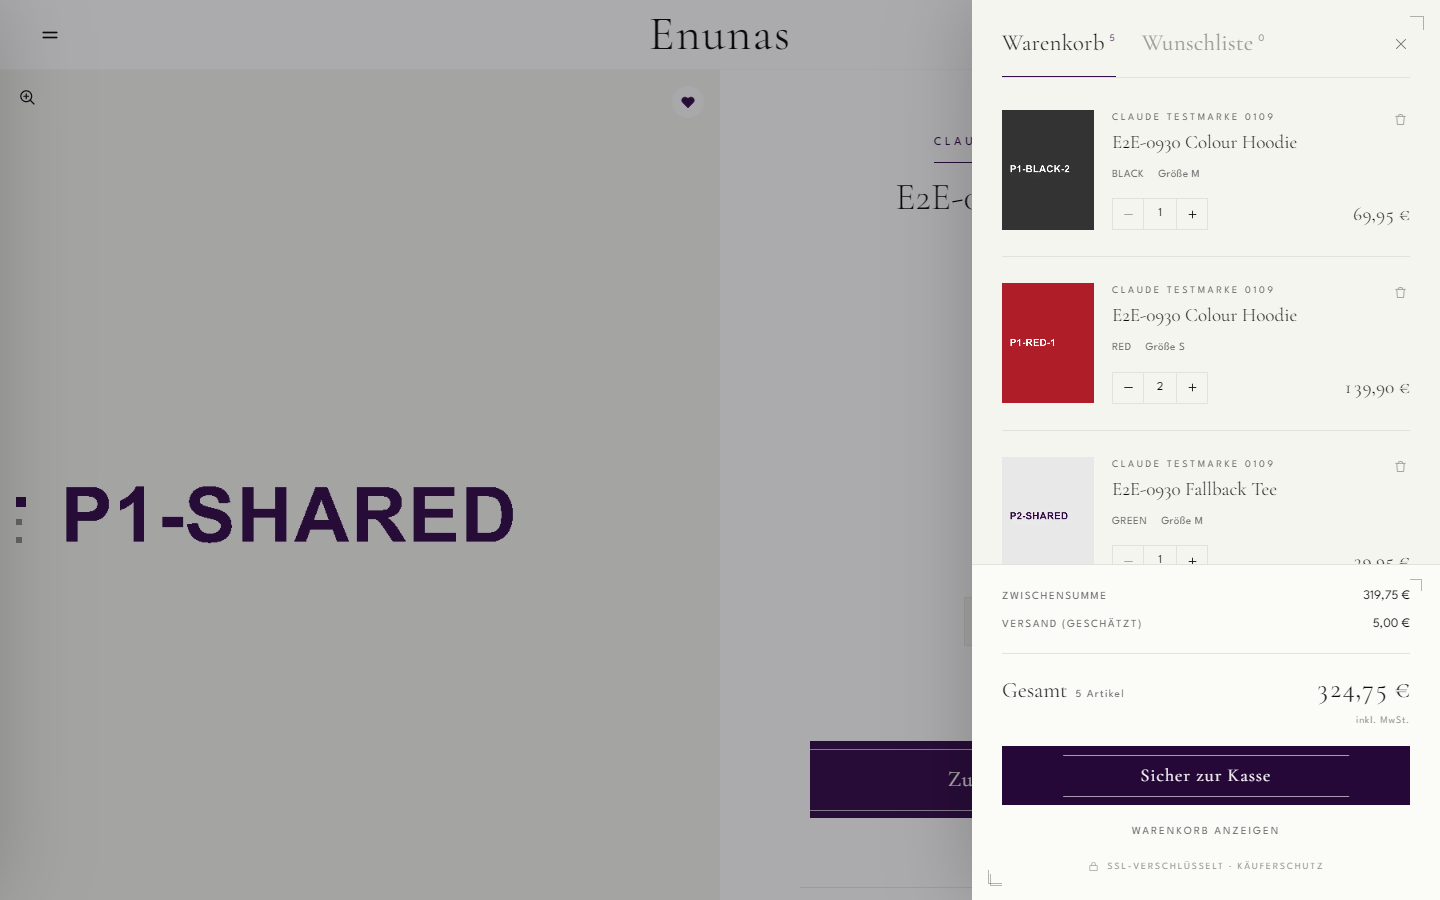 Enunas
Warenkorb 5
Wunschliste 0
CLAU
E2E-0
P1-SHARED
Zu
P1-BLACK-2
CLAUDE TESTMARKE 0109
E2E-0930 Colour Hoodie
BLACK Größe M
− 1 +
69,95 €
P1-RED-1
CLAUDE TESTMARKE 0109
E2E-0930 Colour Hoodie
RED Größe S
− 2 +
139,90 €
P2-SHARED
CLAUDE TESTMARKE 0109
E2E-0930 Fallback Tee
GREEN Größe M
− 1 +
ZWISCHENSUMME 319,75 €
VERSAND (GESCHÄTZT) 5,00 €
Gesamt 5 Artikel 324,75 €
inkl. MwSt.
Sicher zur Kasse
WARENKORB ANZEIGEN
SSL-VERSCHLÜSSELT · KÄUFERSCHUTZ